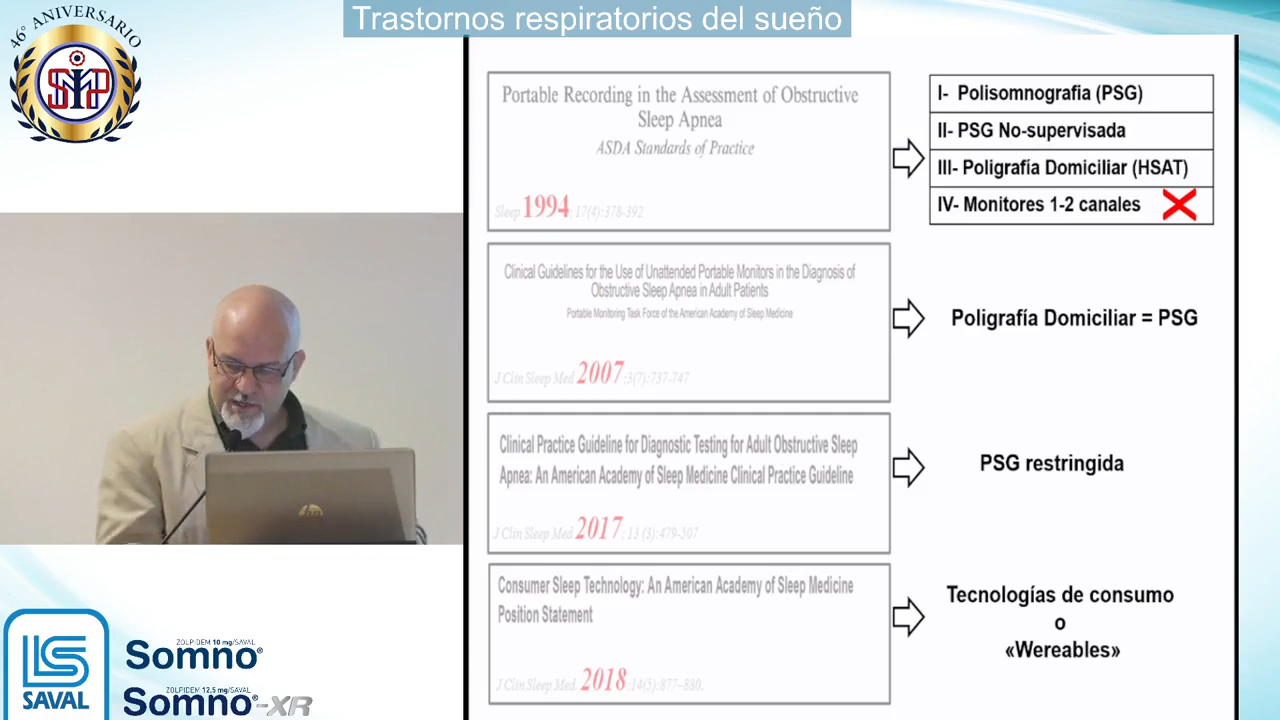 Trastornos respiratorios del sueño
46° ANIVERSARIO
SMP
Portable Recording in the Assessment of Obstructive
Sleep Apnea
ASDA Standards of Practice
Sleep 1994; 17(4):378-392
I- Polisomnografia (PSG)
II- PSG No-supervisada
III- Poligrafía Domiciliar (HSAT)
IV- Monitores 1-2 canales
Clinical Guidelines for the Use of Unattended Portable Monitors in the Diagnosis of
Obstructive Sleep Apnea in Adult Patients
Portable Monitoring Task Force of the American Academy of Sleep Medicine
J Clin Sleep Med 2007;3(7):737-747
Poligrafía Domiciliar = PSG
Clinical Practice Guideline for Diagnostic Testing for Adult Obstructive Sleep
Apnea: An American Academy of Sleep Medicine Clinical Practice Guideline
J Clin Sleep Med 2017; 13 (3):479-507
PSG restringida
Consumer Sleep Technology: An American Academy of Sleep Medicine
Position Statement
J Clin Sleep Med. 2018;14(5):877–880.
Tecnologías de consumo
o
«Wereables»
hp
LS
SAVAL
ZOLPIDEM 10 mg/SAVAL
Somno®
ZOLPIDEM 12,5 mg/SAVAL
Somno®-XR